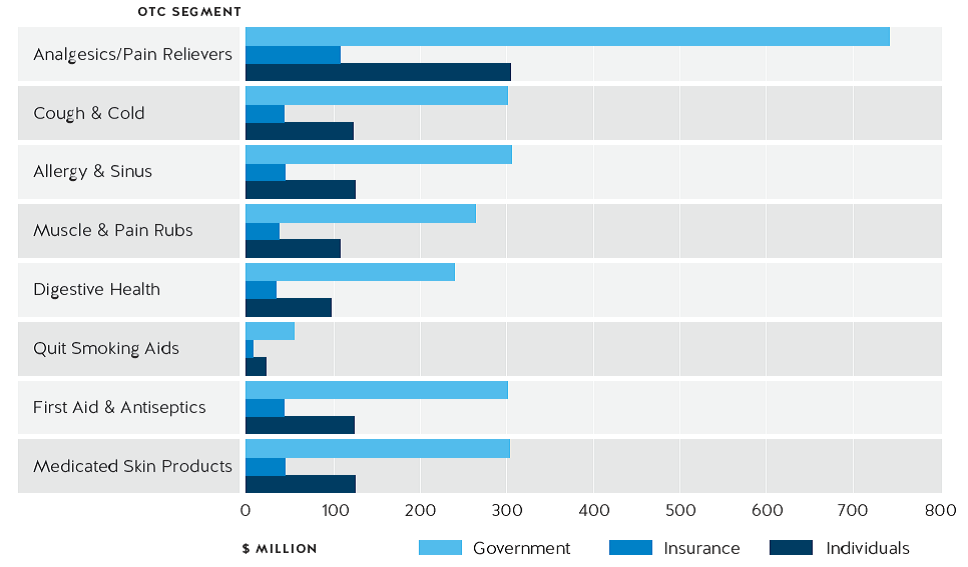 OTC SEGMENT
Analgesics/Pain Relievers
Cough & Cold
Allergy & Sinus
Muscle & Pain Rubs
Digestive Health
Quit Smoking Aids
First Aid & Antiseptics
Medicated Skin Products
0 100 200 300 400 500 600 700 800
$ MILLION Government Insurance Individuals